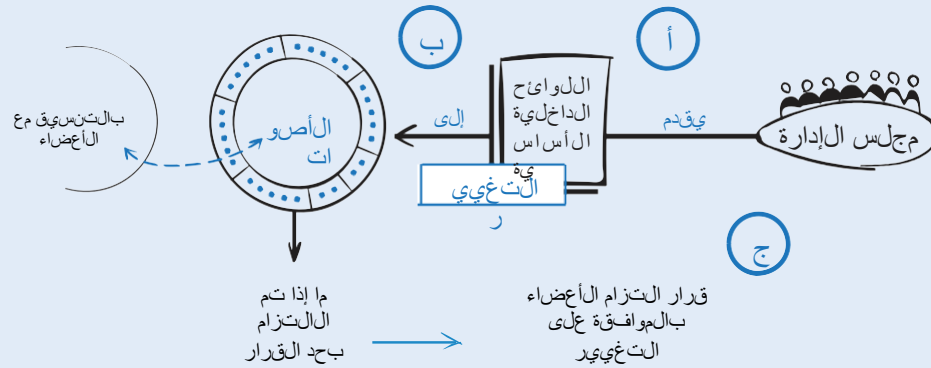 أ
مجلس الإدارة
يقدم
اللوائح
الداخلية
الأساس
ية
التغيي
ر
ب
إلى
الأصو
ات
بالتنسيق مع
الأعضاء
ج
قرار التزام الأعضاء
بالموافقة على
التغيير
ما إذا تم
الالتزام
بحد القرار